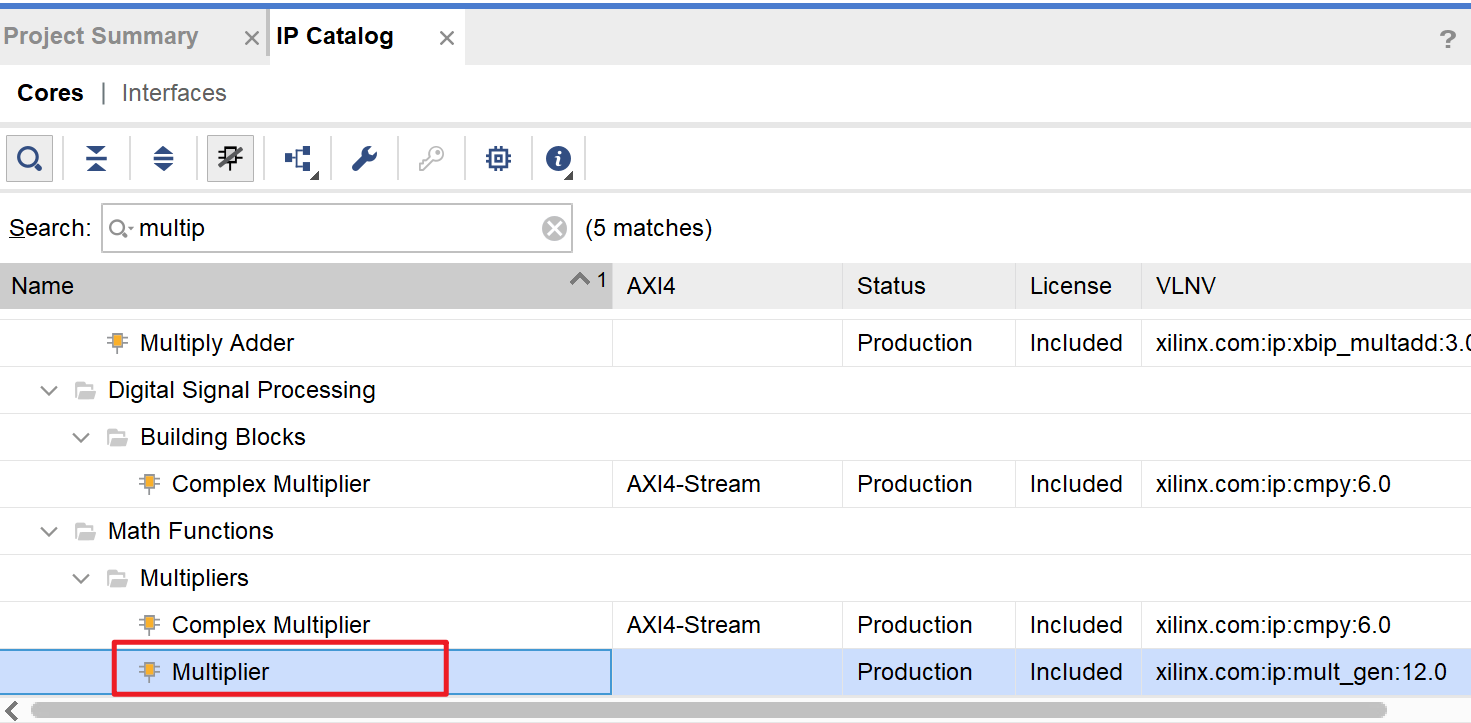 Project Summary IP Catalog ?
Cores | Interfaces
Search: multip (5 matches)
Name 1 AXI4 Status License VLNV
Multiply Adder Production Included xilinx.com:ip:xbip_multadd:3.0
Digital Signal Processing
Building Blocks
Complex Multiplier AXI4-Stream Production Included xilinx.com:ip:cmpy:6.0
Math Functions
Multipliers
Complex Multiplier AXI4-Stream Production Included xilinx.com:ip:cmpy:6.0
Multiplier Production Included xilinx.com:ip:mult_gen:12.0